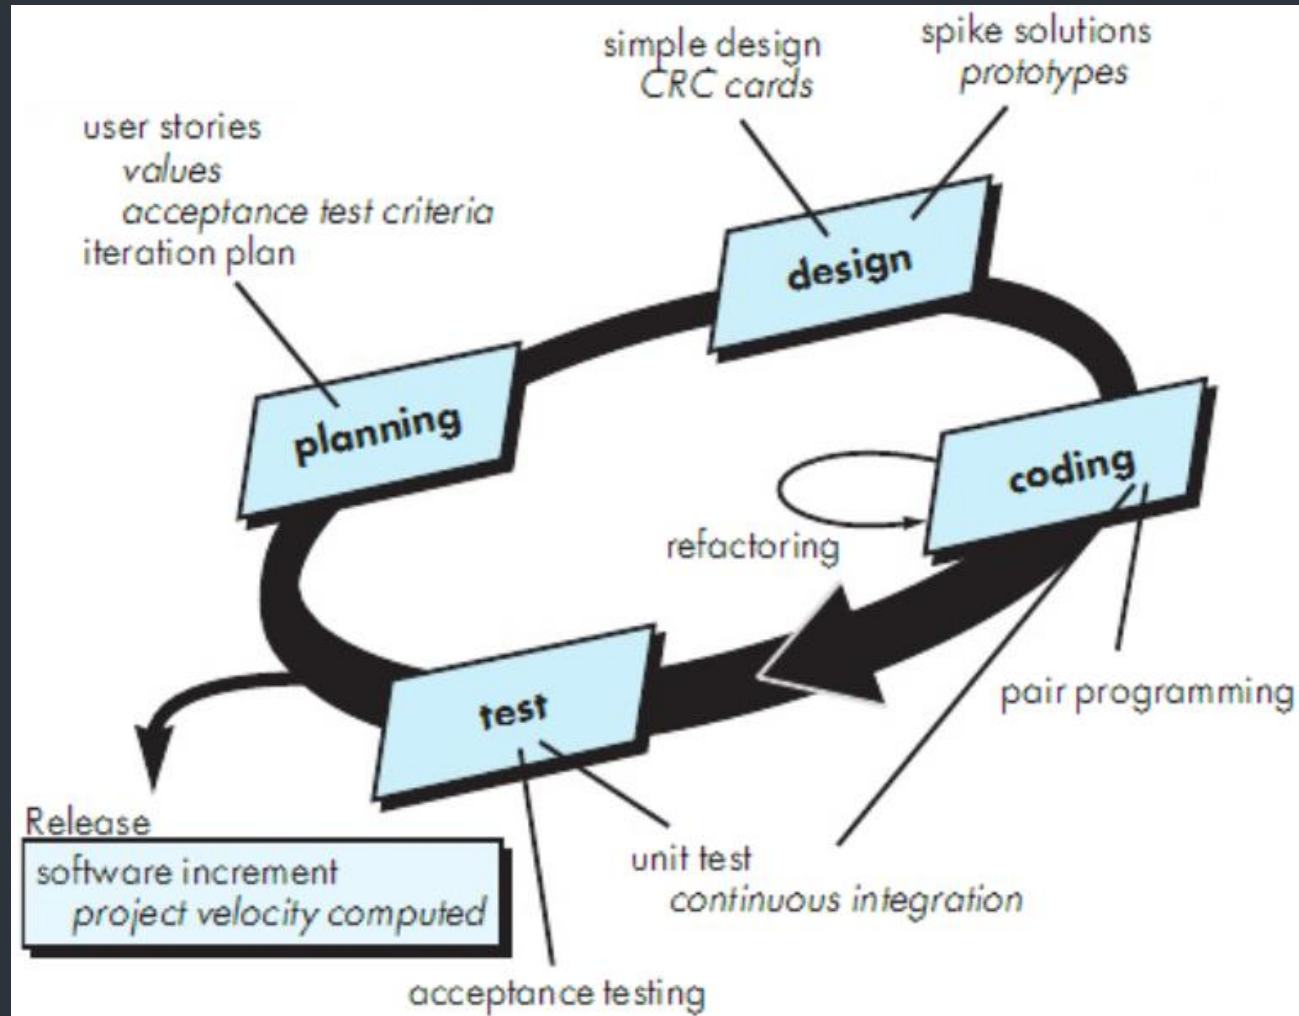 simple design
CRC cards
spike solutions
prototypes
user stories
values
acceptance test criteria
iteration plan
design
planning
coding
refactoring
test
pair programming
Release
software increment
project velocity computed
unit test
continuous integration
acceptance testing